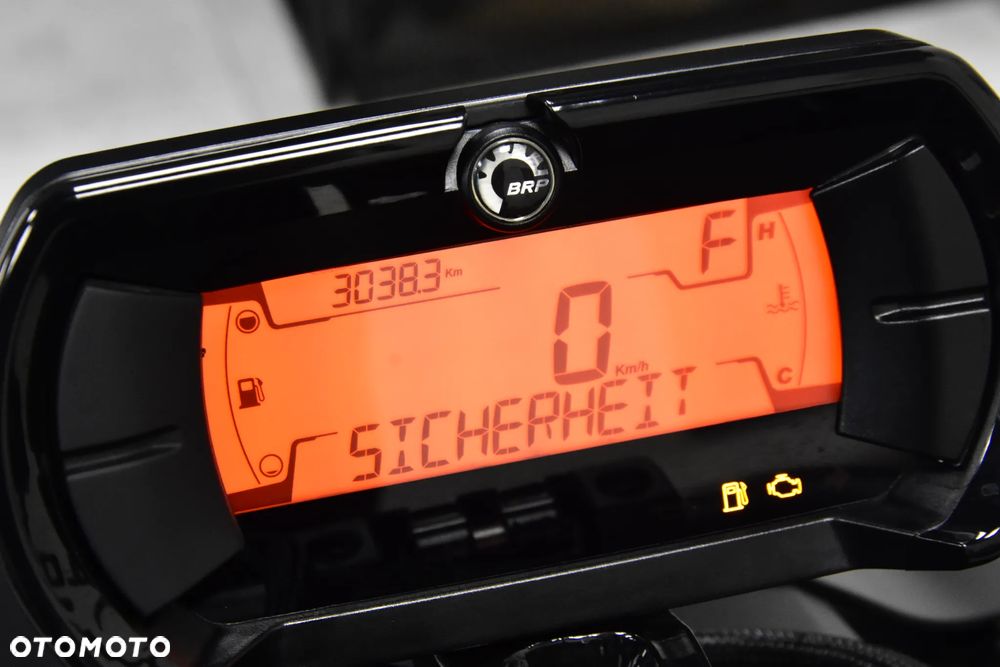 BRP
3038.3 Km
F
H
0
Km/h
C
SICHERHEIT
OTOMOTO